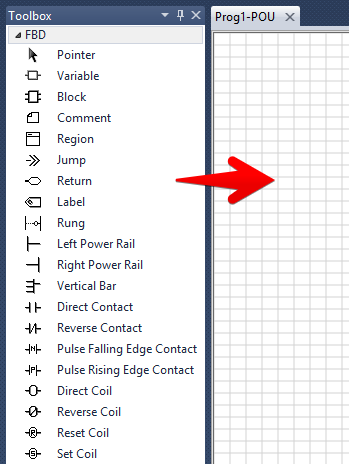 Toolbox
FBD
Pointer
Variable
Block
Comment
Region
Jump
Return
Label
Rung
Left Power Rail
Right Power Rail
Vertical Bar
Direct Contact
Reverse Contact
Pulse Falling Edge Contact
Pulse Rising Edge Contact
Direct Coil
Reverse Coil
Reset Coil
Set Coil
Prog1-POU